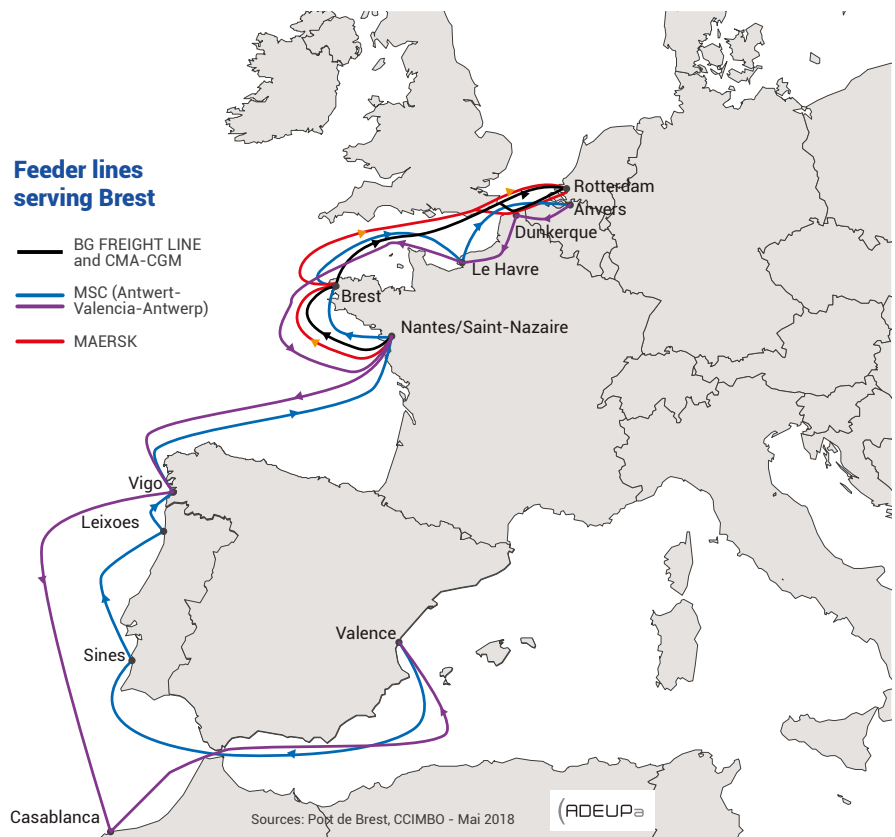 Feeder lines
serving Brest
BG FREIGHT LINE
and CMA-CGM
MSC (Antwert-
Valencia-Antwerp)
MAERSK
Rotterdam
Anvers
Dunkerque
Le Havre
Brest
Nantes/Saint-Nazaire
Vigo
Leixoes
Valence
Sines
Casablanca
Sources: Port de Brest, CCIMBO - Mai 2018
ADEUPa